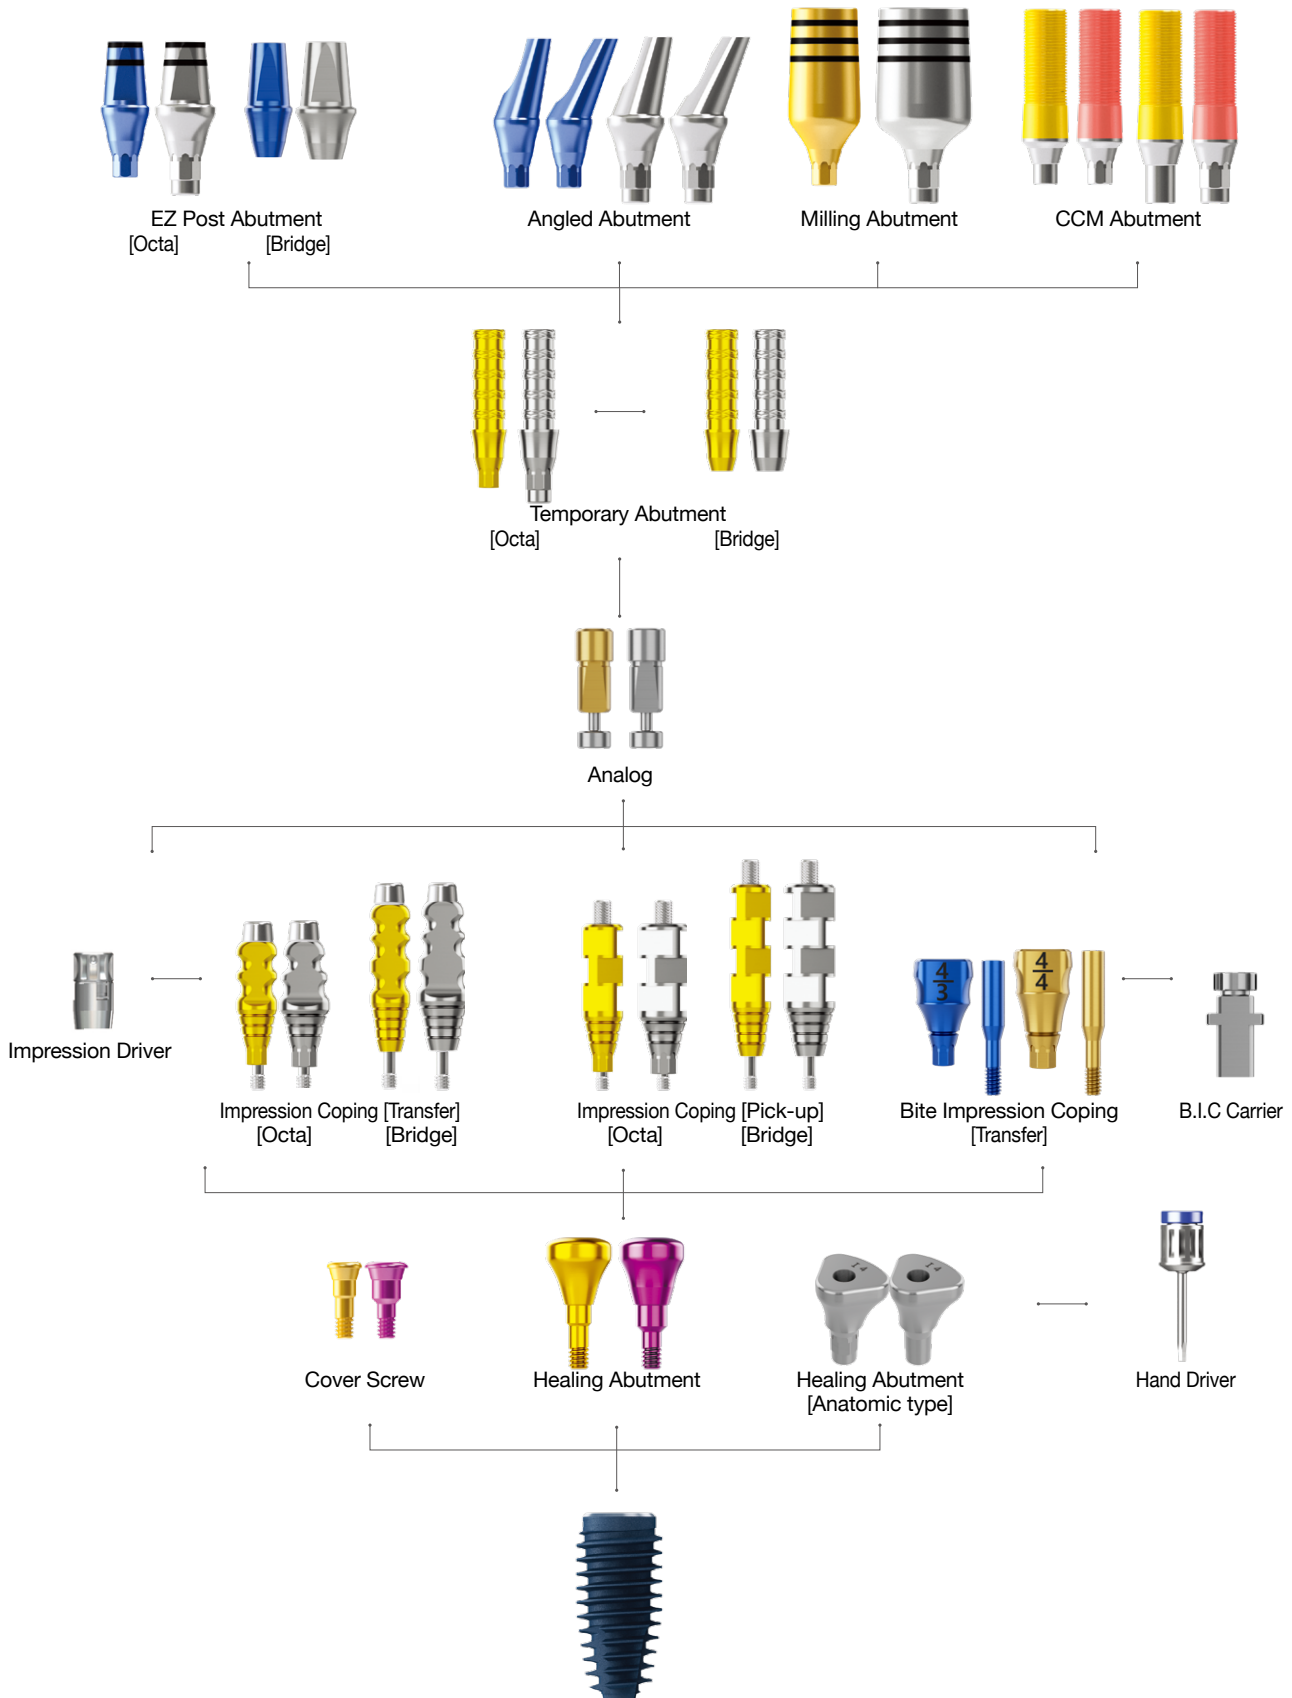 EZ Post Abutment
[Octa]
[Bridge]
Angled Abutment
Milling Abutment
CCM Abutment
Temporary Abutment
[Octa]
[Bridge]
Analog
Impression Driver
Impression Coping [Transfer]
[Octa]
[Bridge]
Impression Coping [Pick-up]
[Octa]
[Bridge]
4
3
4
4
Bite Impression Coping
[Transfer]
B.I.C Carrier
Cover Screw
Healing Abutment
Healing Abutment
[Anatomic type]
Hand Driver